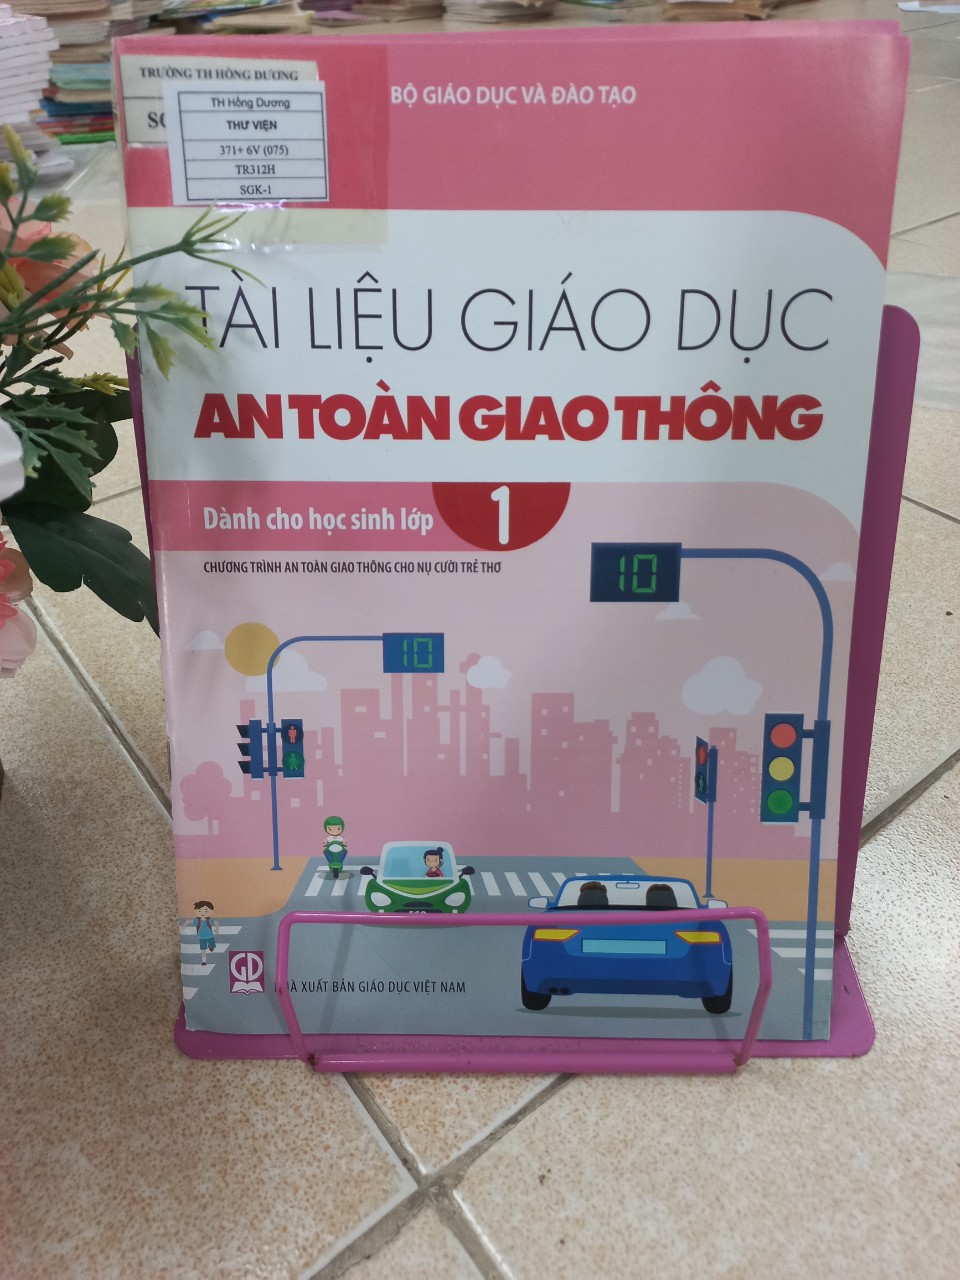 TRƯỜNG TH HỒNG DƯƠNG
TH Hồng Dương
THƯ VIỆN
371+ 6V (075)
TR312H
SGK-1
BỘ GIÁO DỤC VÀ ĐÀO TẠO
TÀI LIỆU GIÁO DỤC
AN TOÀN GIAO THÔNG
Dành cho học sinh lớp 1
CHƯƠNG TRÌNH AN TOÀN GIAO THÔNG CHO NỤ CƯỜI TRẺ THƠ
10
10
GD
NHÀ XUẤT BẢN GIÁO DỤC VIỆT NAM